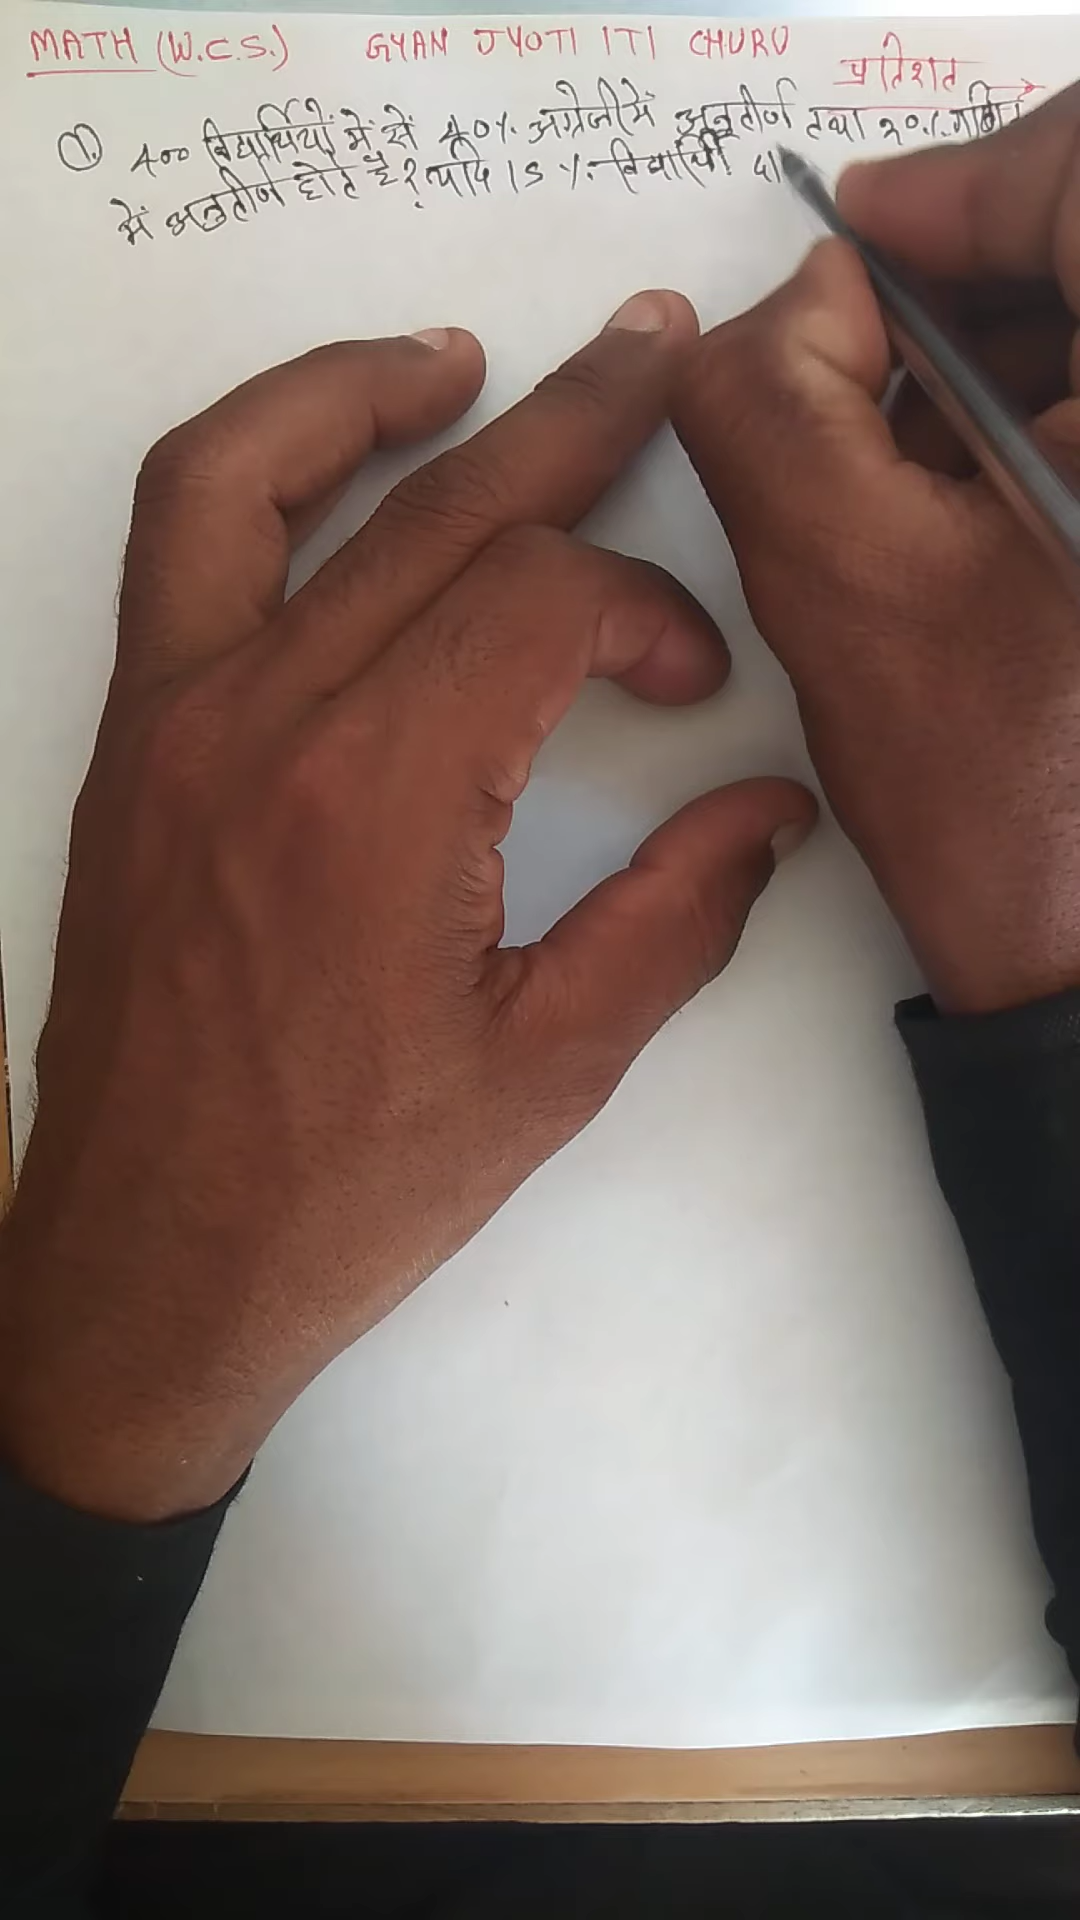 MATH (W.C.S.) GYAN JYOTI ITI CHURU
प्रतिशत
①. 400 विद्यार्थियों में से 40% अंग्रेजी में अनुतीर्ण तथा 20% गणित
में अनुतीर्ण होते है? यदि 15% विद्यार्थी